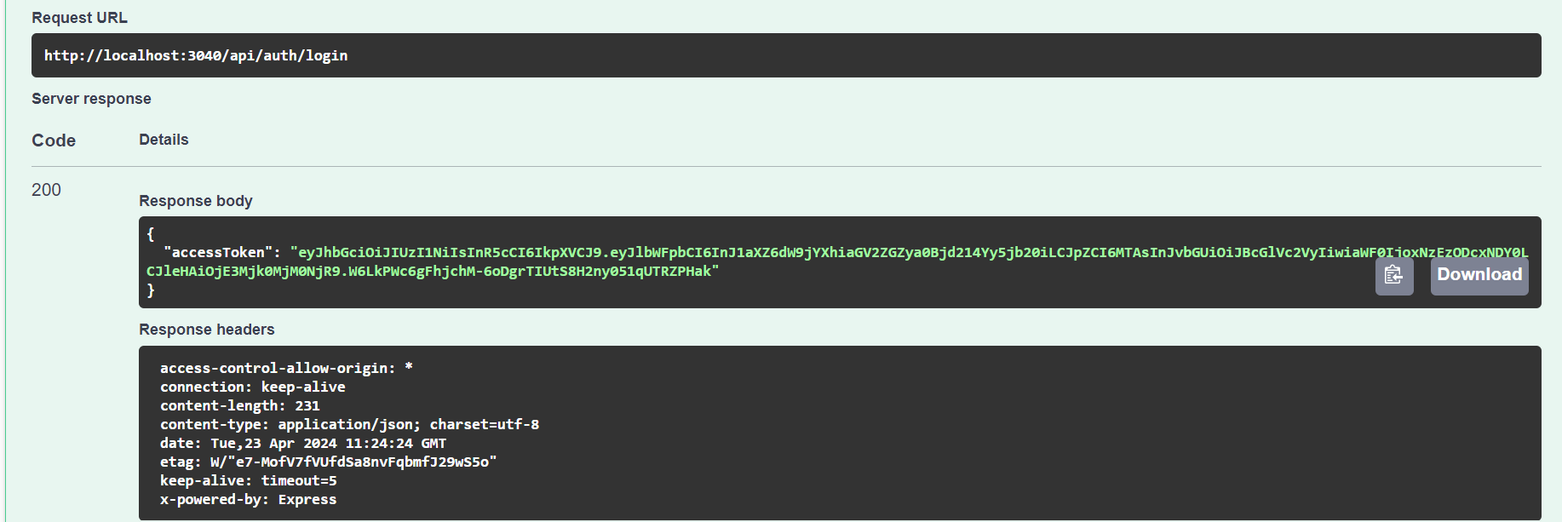 Request URL
http://localhost:3040/api/auth/login
Server response
Code
Details
200
Response body
{
"accessToken": "eyJhbGciOiJIUzI1NiIsInR5cCI6IkpXVCJ9.eyJlbWFpbCI6InJ1aXZ6dW9jYXhiaGV2ZGZya0Bjd214Yy5jb20iLCJpZCI6MTAsInJvbGUiOiJBcGlVc2VyIiwiaWF0IjoxNzEzODcxNDY0L
CJleHAiOjE3Mjk0MjM0NjR9.W6LkPWc6gFhjchM-6oDgrTIUtS8H2ny051qUTRZPHak"
}
Download
Response headers
access-control-allow-origin: *
connection: keep-alive
content-length: 231
content-type: application/json; charset=utf-8
date: Tue,23 Apr 2024 11:24:24 GMT
etag: W/"e7-MofV7fVUfdSa8nvFqbmfJ29wS5o"
keep-alive: timeout=5
x-powered-by: Express